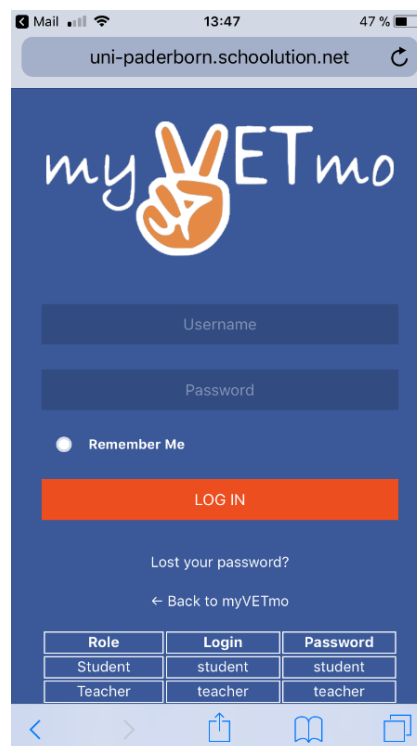 Mail 13:47 47 %
uni-paderborn.schoolution.net
myVETmo
Username
Password
Remember Me
LOG IN
Lost your password?
← Back to myVETmo
Role Login Password
Student student student
Teacher teacher teacher